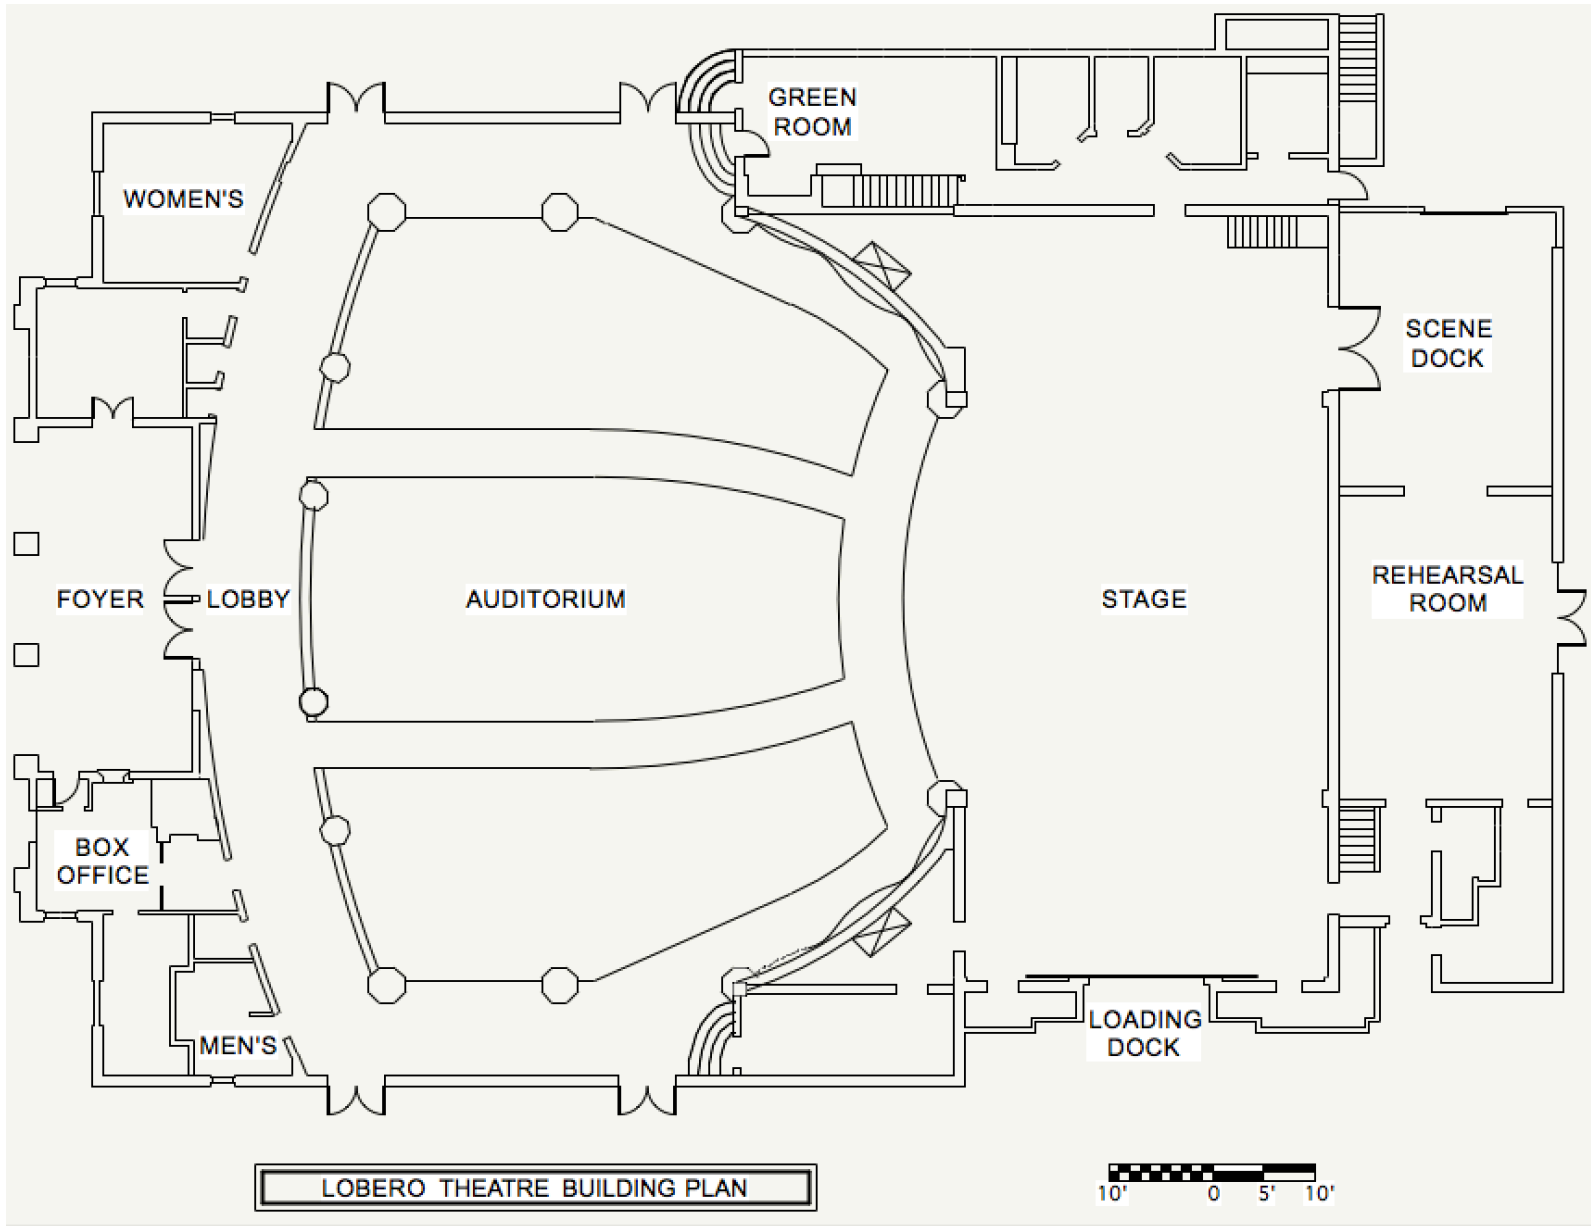 GREEN
ROOM
WOMEN'S
SCENE
DOCK
FOYER
LOBBY
AUDITORIUM
STAGE
REHEARSAL
ROOM
BOX
OFFICE
MEN'S
LOADING
DOCK
LOBERO THEATRE BUILDING PLAN
10' 0 5' 10'